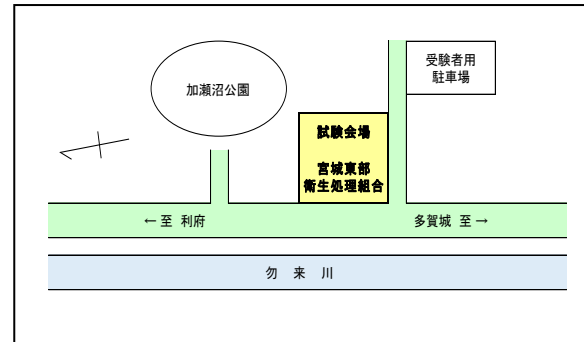 受験者用
駐車場
加瀬沼公園
試験会場
宮城東部
衛生処理組合
← 至 利府
多賀城 至 →
勿来川